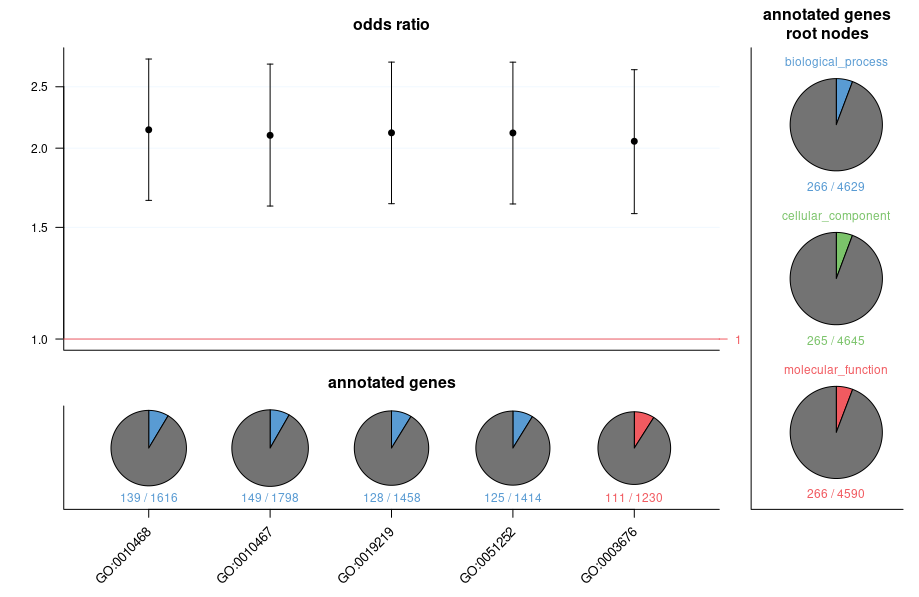 odds ratio
2.5
2.0
1.5
1.0
1
annotated genes
139 / 1616
149 / 1798
128 / 1458
125 / 1414
111 / 1230
GO:0010468
GO:0010467
GO:0019219
GO:0051252
GO:0003676
annotated genes
root nodes
biological_process
266 / 4629
cellular_component
265 / 4645
molecular_function
266 / 4590